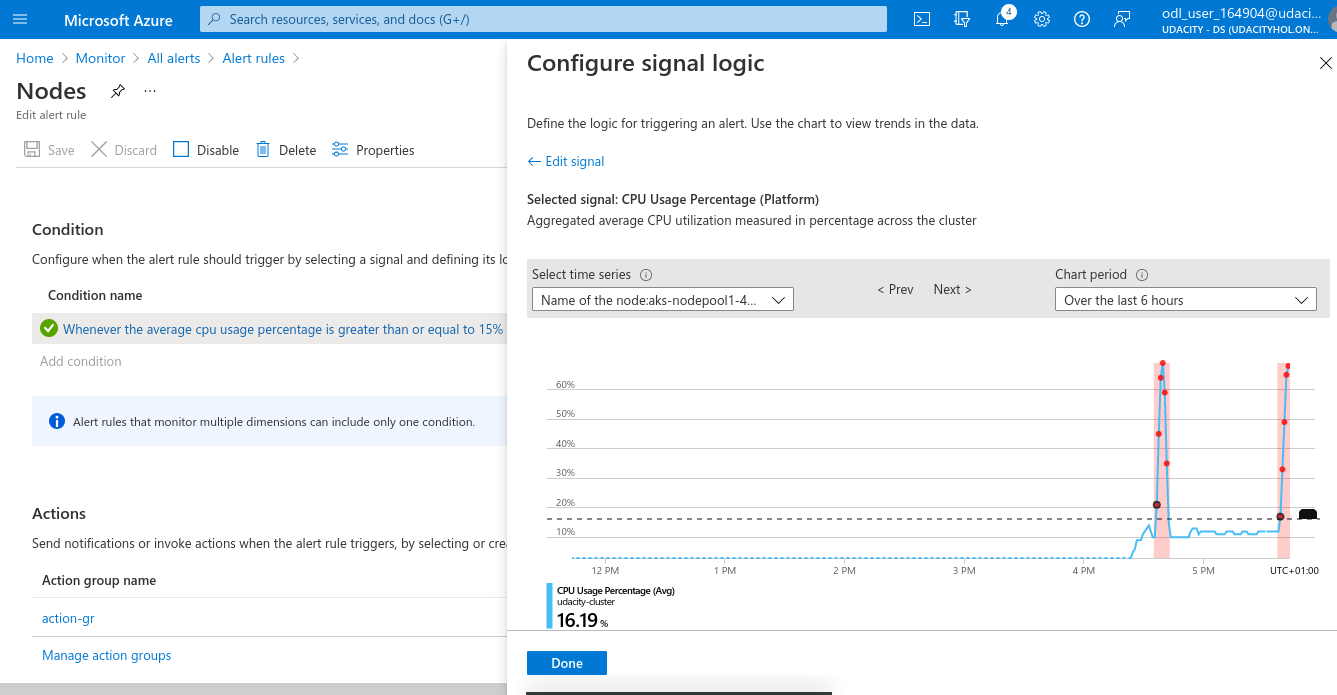 Microsoft Azure
Search resources, services, and docs (G+/)
4
odl_user_164904@udaci...
UDACITY - DS (UDACITYHOL.ON...
Home > Monitor > All alerts > Alert rules >
Nodes ...
Edit alert rule
Save Discard Disable Delete Properties
Condition
Configure when the alert rule should trigger by selecting a signal and defining its lo
Condition name
Whenever the average cpu usage percentage is greater than or equal to 15%
Add condition
Alert rules that monitor multiple dimensions can include only one condition.
Actions
Send notifications or invoke actions when the alert rule triggers, by selecting or crea
Action group name
action-gr
Manage action groups
Configure signal logic
Define the logic for triggering an alert. Use the chart to view trends in the data.
← Edit signal
Selected signal: CPU Usage Percentage (Platform)
Aggregated average CPU utilization measured in percentage across the cluster
Select time series
Name of the node:aks-nodepool1-4...
< Prev Next >
Chart period
Over the last 6 hours
60%
50%
40%
30%
20%
10%
12 PM 1 PM 2 PM 3 PM 4 PM 5 PM UTC+01:00
CPU Usage Percentage (Avg)
udacity-cluster
16.19 %
Done